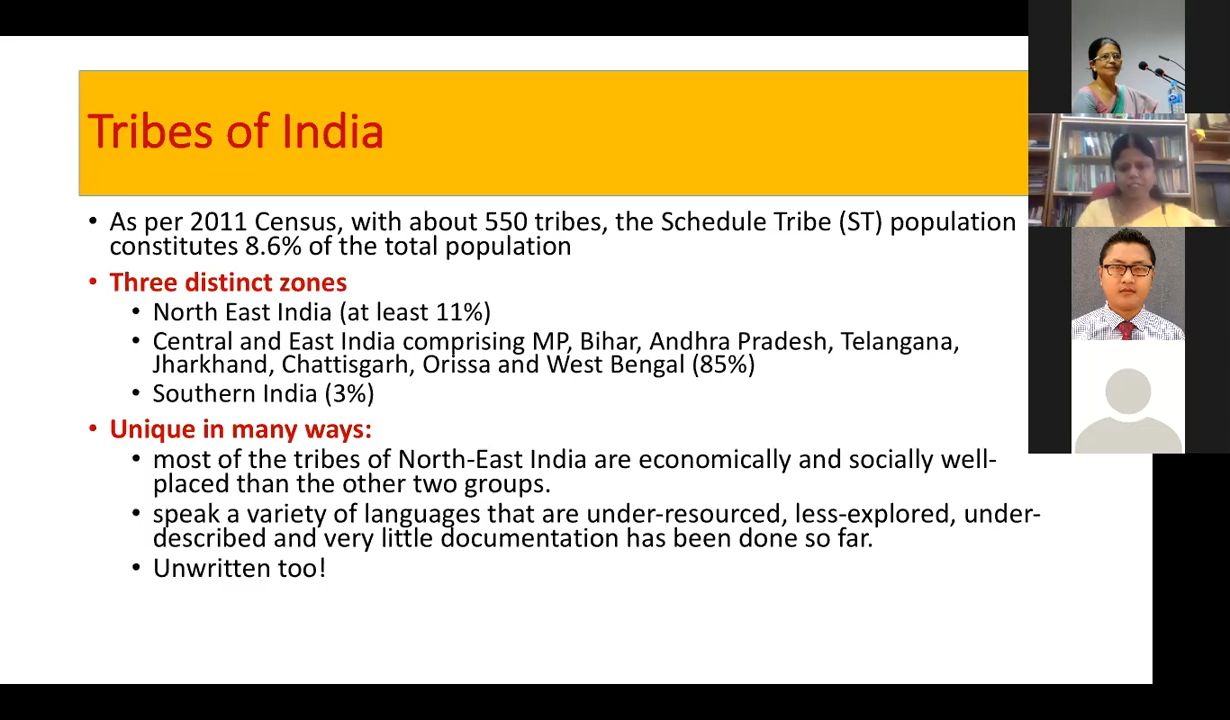 Tribes of India
• As per 2011 Census, with about 550 tribes, the Schedule Tribe (ST) population
constitutes 8.6% of the total population
• Three distinct zones
• North East India (at least 11%)
• Central and East India comprising MP, Bihar, Andhra Pradesh, Telangana,
Jharkhand, Chattisgarh, Orissa and West Bengal (85%)
• Southern India (3%)
• Unique in many ways:
• most of the tribes of North-East India are economically and socially well-
placed than the other two groups.
• speak a variety of languages that are under-resourced, less-explored, under-
described and very little documentation has been done so far.
• Unwritten too!